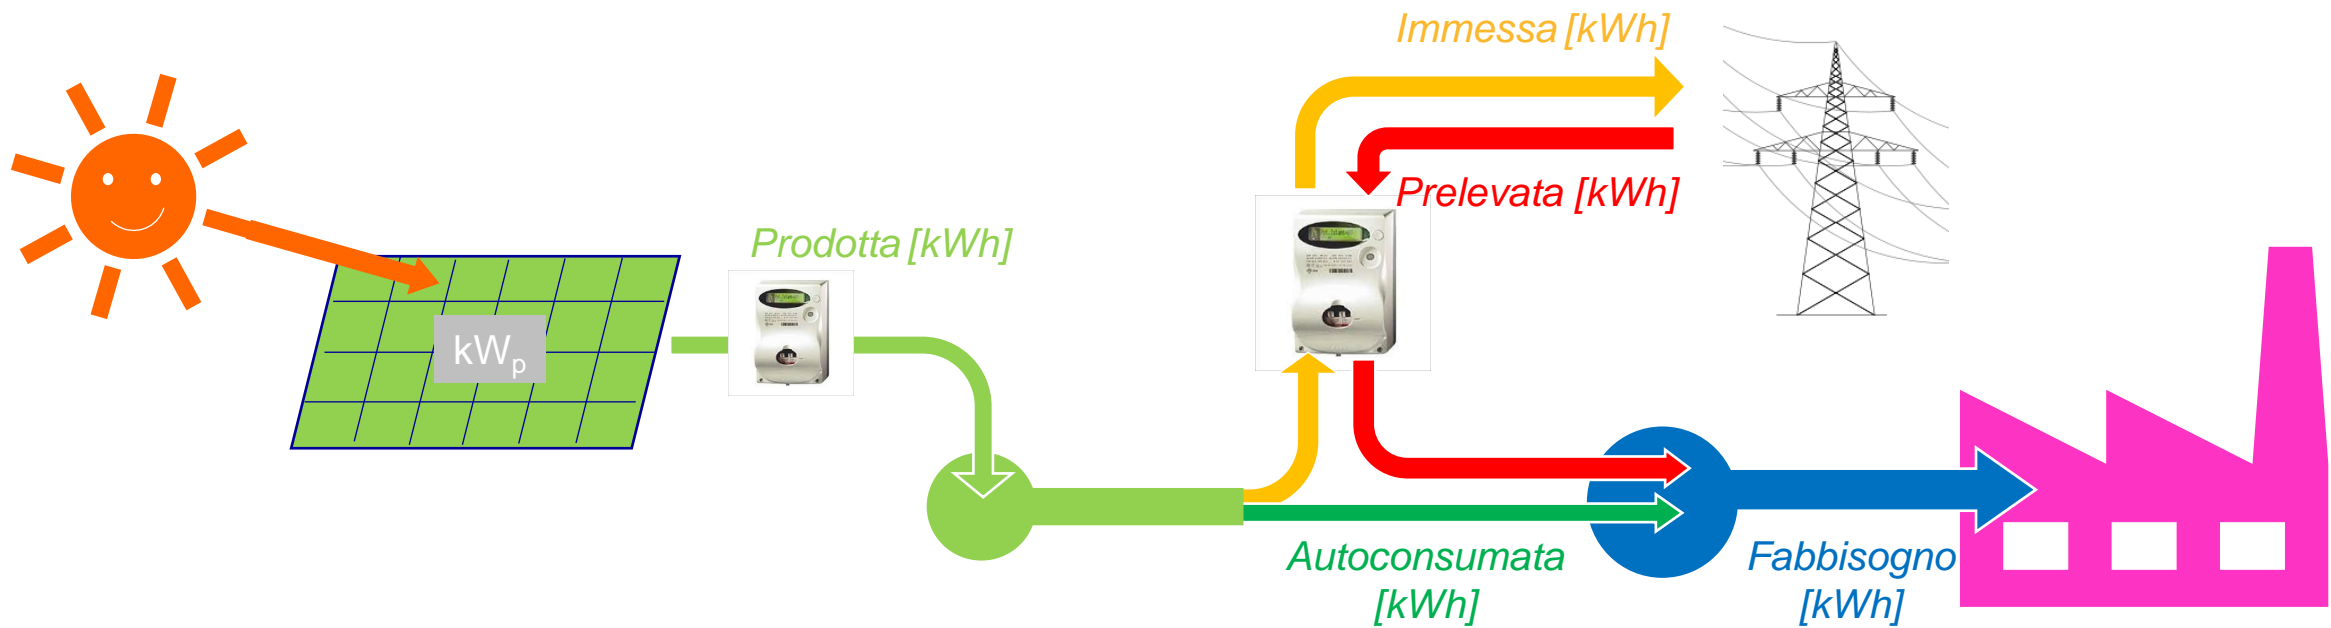 Immessa [kWh]
Prelevata [kWh]
Prodotta [kWh]
kWp
Autoconsumata
[kWh]
Fabbisogno
[kWh]